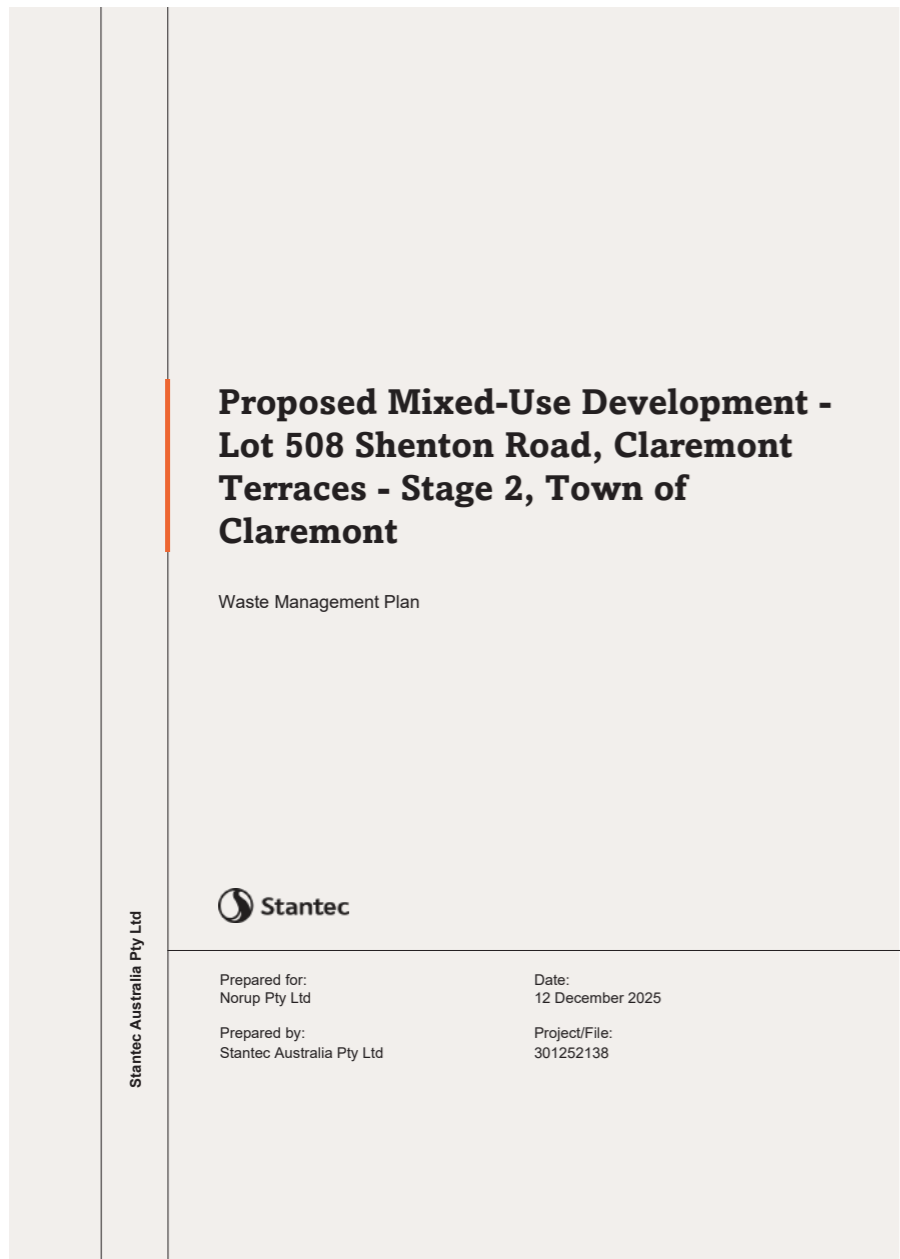 Proposed Mixed-Use Development -
Lot 508 Shenton Road, Claremont
Terraces - Stage 2, Town of
Claremont
Waste Management Plan
Stantec
Stantec Australia Pty Ltd
Prepared for:
Norup Pty Ltd
Date:
12 December 2025
Prepared by:
Stantec Australia Pty Ltd
Project/File:
301252138